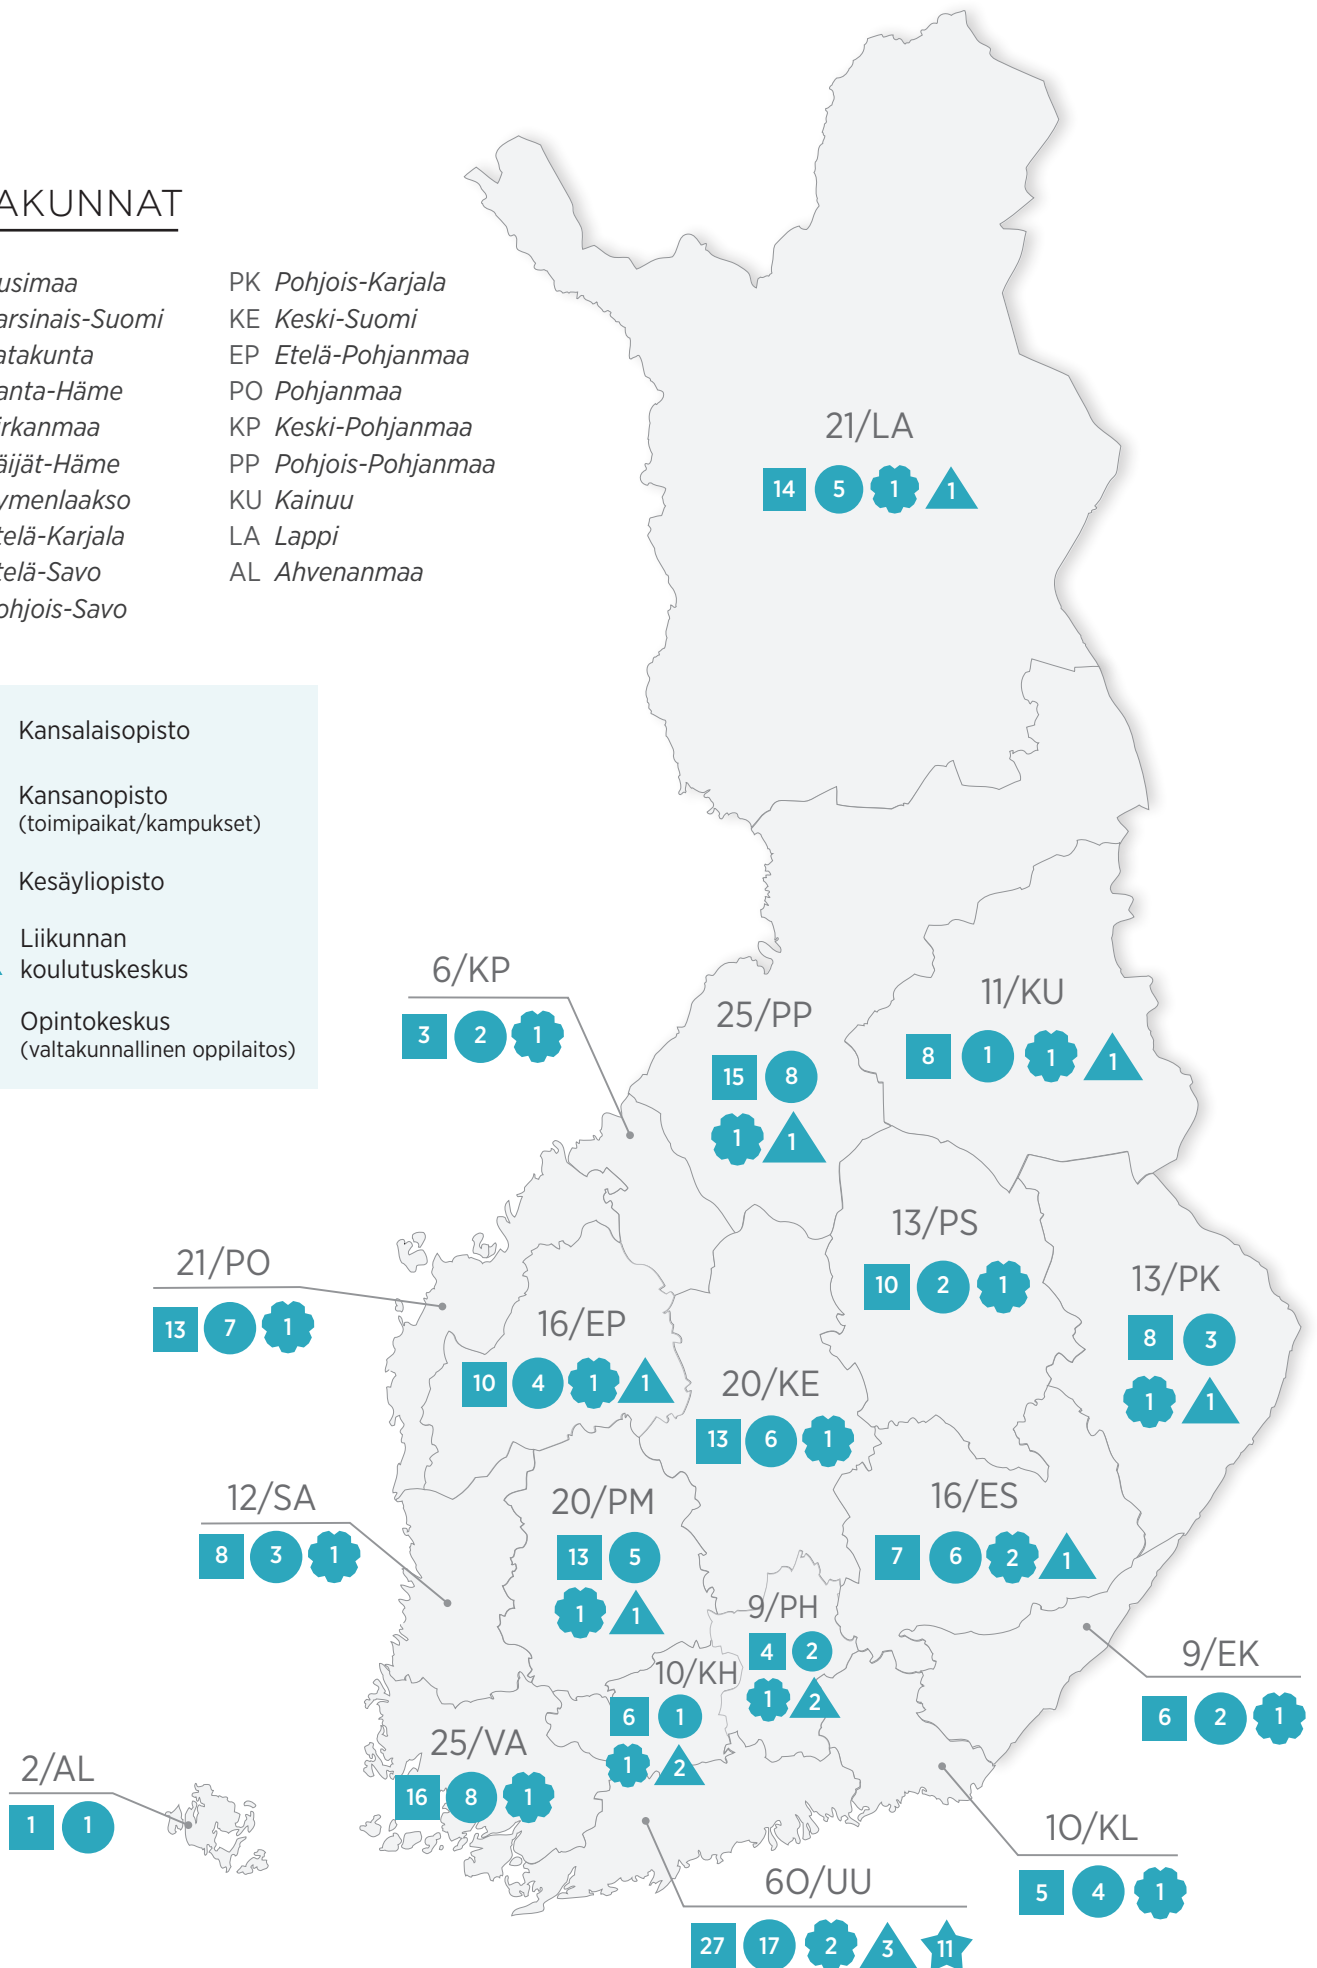 AKUNNAT
usimaa
arsinais-Suomi
atakunta
anta-Häme
irkanmaa
äijät-Häme
ymenlaakso
telä-Karjala
telä-Savo
ohjois-Savo
PK Pohjois-Karjala
KE Keski-Suomi
EP Etelä-Pohjanmaa
PO Pohjanmaa
KP Keski-Pohjanmaa
PP Pohjois-Pohjanmaa
KU Kainuu
LA Lappi
AL Ahvenanmaa
Kansalaisopisto
Kansanopisto
(toimipaikat/kampukset)
Kesäyliopisto
Liikunnan
koulutuskeskus
Opintokeskus
(valtakunnallinen oppilaitos)
21/LA
14 5 1 1
6/KP
3 2 1
25/PP
15 8
1 1
11/KU
8 1 1 1
13/PS
10 2 1
13/PK
8 3
1 1
21/PO
13 7 1
16/EP
10 4 1 1
20/KE
13 6 1
12/SA
8 3 1
20/PM
13 5
1 1
16/ES
7 6 2 1
9/PH
4 2
1 2
10/KH
6 1
1 2
9/EK
6 2 1
25/VA
16 8 1
2/AL
1 1
10/KL
5 4 1
60/UU
27 17 2 3 11